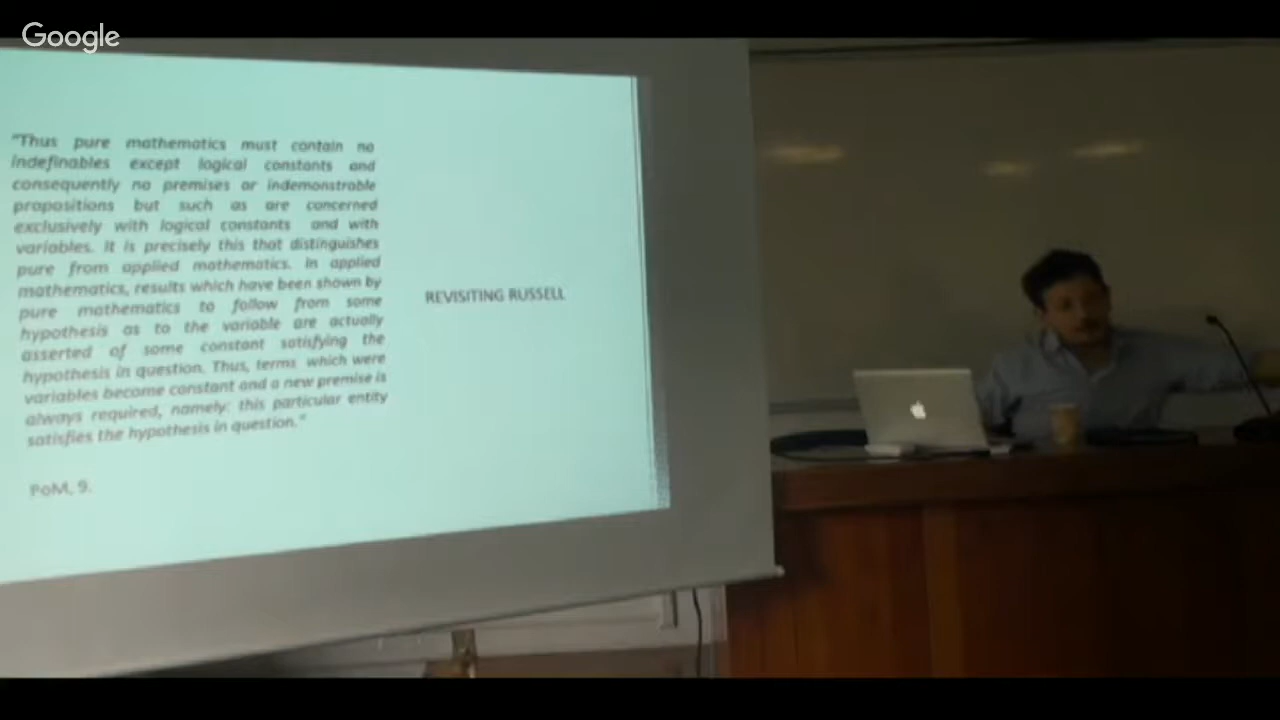 Google
"Thus pure mathematics must contain no
indefinables except logical constants and
consequently no premises or indemonstrable
propositions but such as are concerned
exclusively with logical constants and with
variables. It is precisely this that distinguishes
pure from applied mathematics. In applied
mathematics, results which have been shown by
pure mathematics to follow from some
hypothesis as to the variable are actually
asserted of some constant satisfying the
hypothesis in question. Thus, terms which were
variables become constant and a new premise is
always required, namely: this particular entity
satisfies the hypothesis in question."
PoM, 9.
REVISITING RUSSELL